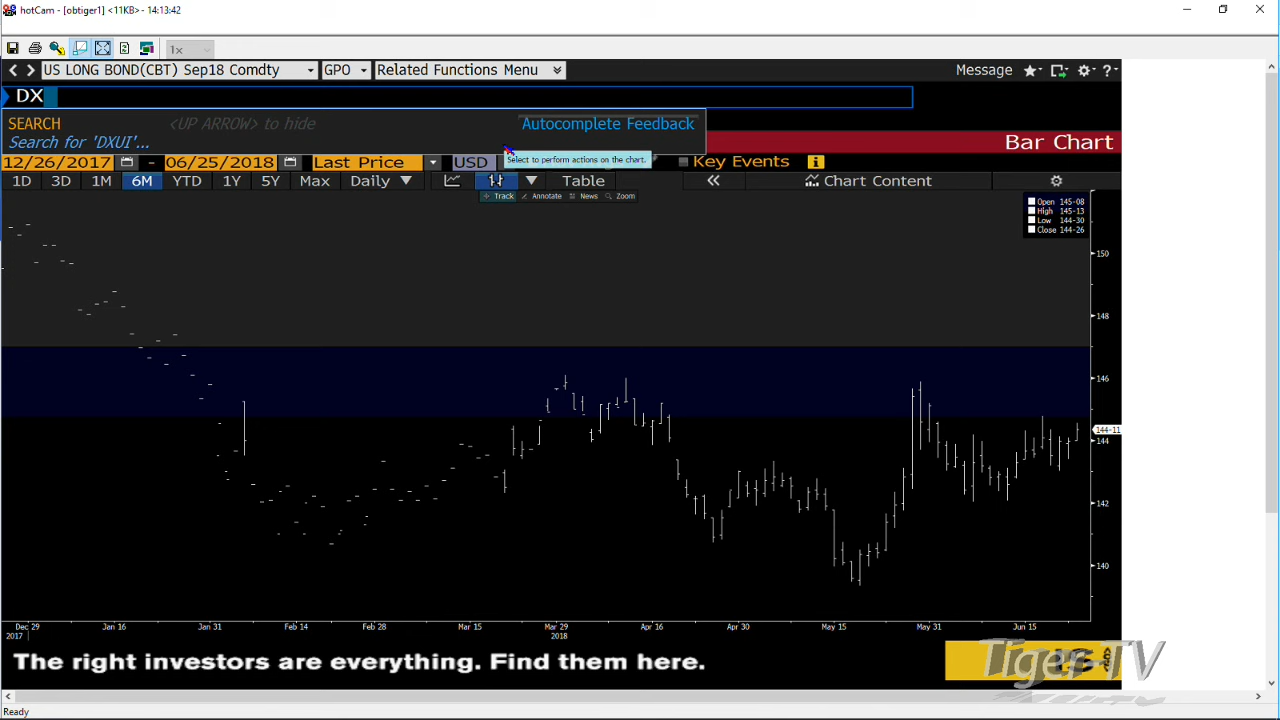 hotCam - [obtiger1] <11KB> - 14:13:42
1x
US LONG BOND(CBT) Sep18 Comdty GPO Related Functions Menu Message ?
DX
SEARCH <UP ARROW> to hide Autocomplete Feedback
Search for 'DXUI'...
Bar Chart
Select to perform actions on the chart.
12/26/2017 - 06/25/2018 Last Price USD Key Events i
1D 3D 1M 6M YTD 1Y 5Y Max Daily Table Chart Content
Track Annotate News Zoom
Open 145-08
High 145-13
Low 144-30
Close 144-26
150
148
146
144-11
144
142
140
Dec 29 Jan 16 Jan 31 Feb 14 Feb 28 Mar 15 Mar 29 Apr 16 Apr 30 May 15 May 31 Jun 15
2017 2018
The right investors are everything. Find them here.
Tiger-TV
Ready